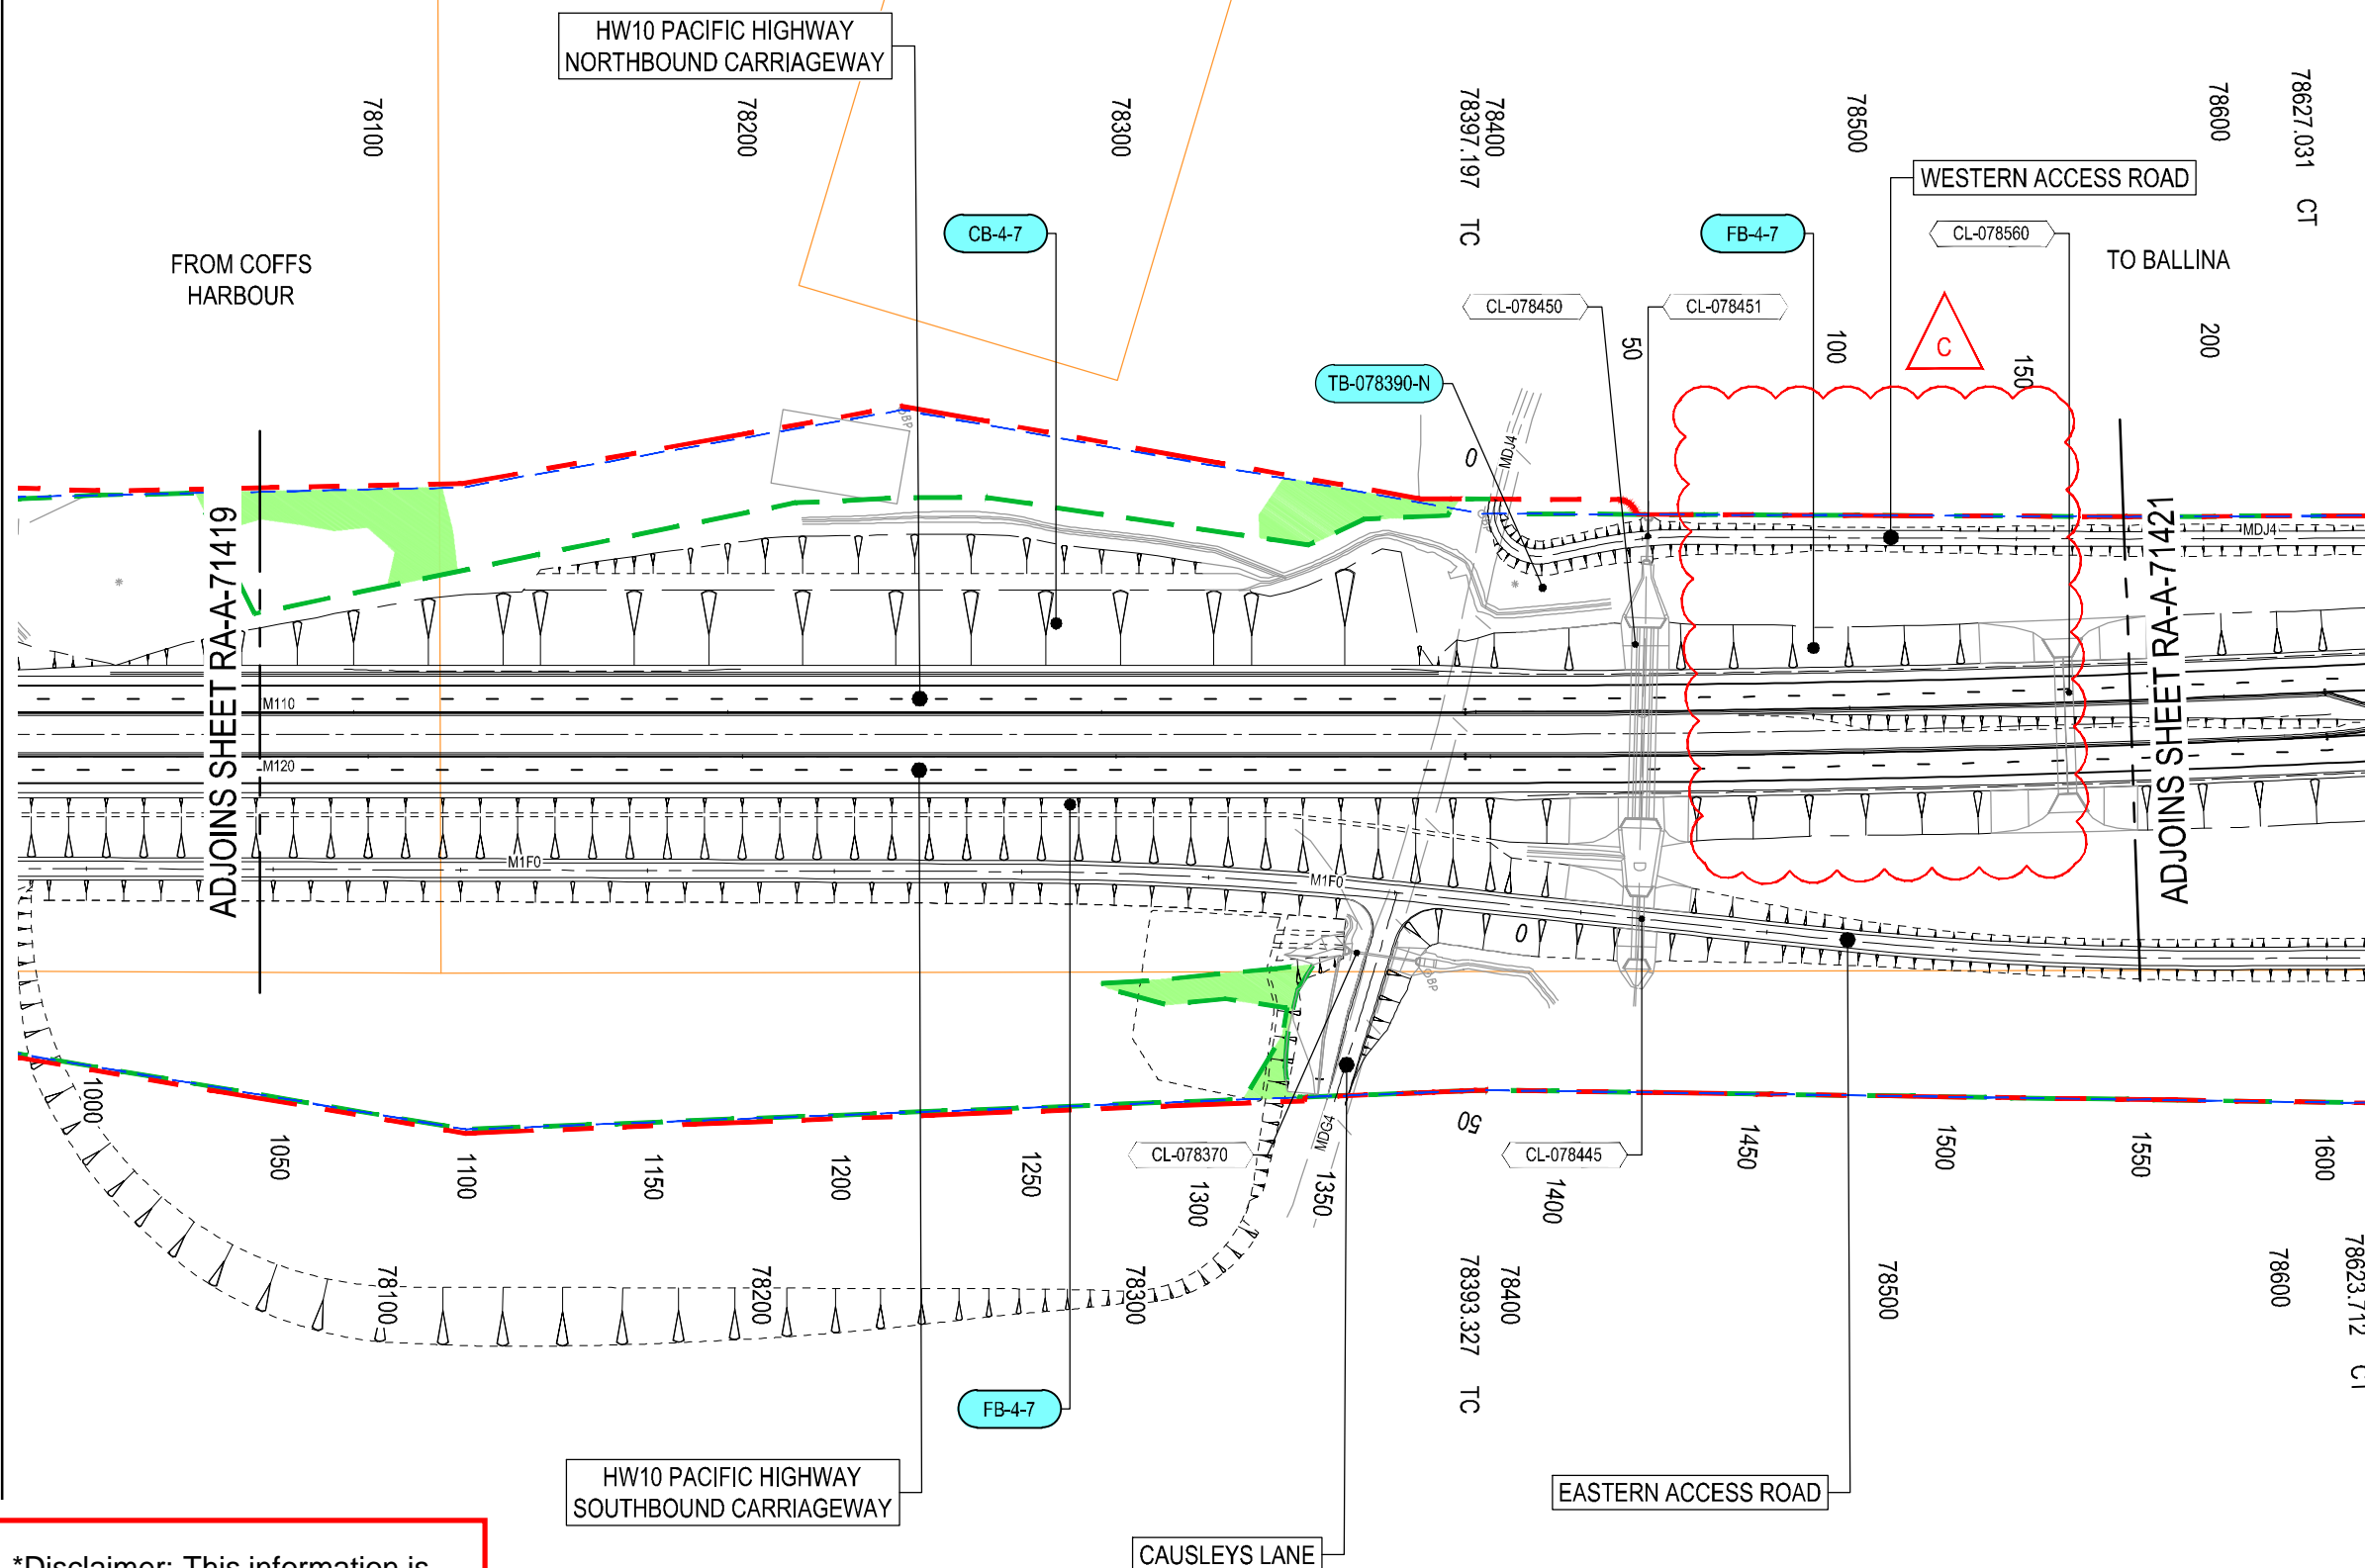 HW10 PACIFIC HIGHWAY
NORTHBOUND CARRIAGEWAY
78100
78200
78300
78397.197 TC
78400
78500
78600
78627.031 CT
WESTERN ACCESS ROAD
CB-4-7
FB-4-7
CL-078560
FROM COFFS
HARBOUR
TO BALLINA
CL-078450
CL-078451
50
100
C
150
200
TB-078390-N
0
MDJ4
DBP
DBP
ADJOINS SHEET RA-A-71419
ADJOINS SHEET RA-A-71421
MDJ4
M110
M120
M1F0
M1F0
0
DBP
1000
1050
1100
1150
1200
1250
1300
1350
1400
1450
1500
1550
1600
50
MDG4
CL-078370
CL-078445
78100
78200
78300
78393.327 TC
78400
78500
78600
78623.712 CT
FB-4-7
HW10 PACIFIC HIGHWAY
SOUTHBOUND CARRIAGEWAY
EASTERN ACCESS ROAD
CAUSLEYS LANE
*Disclaimer: This information is